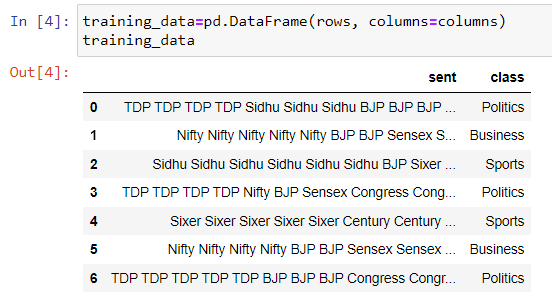 In [4]: training_data=pd.DataFrame(rows, columns=columns)
training_data
Out[4]:
sent class
0 TDP TDP TDP TDP Sidhu Sidhu Sidhu BJP BJP BJP ... Politics
1 Nifty Nifty Nifty Nifty Nifty BJP BJP Sensex S... Business
2 Sidhu Sidhu Sidhu Sidhu Sidhu Sidhu BJP Sixer ... Sports
3 TDP TDP TDP TDP Nifty BJP Sensex Congress Cong... Politics
4 Sixer Sixer Sixer Sixer Sixer Century Century ... Sports
5 Nifty Nifty Nifty Nifty BJP BJP Sensex Sensex ... Business
6 TDP TDP TDP TDP TDP BJP BJP BJP Congress Congr... Politics